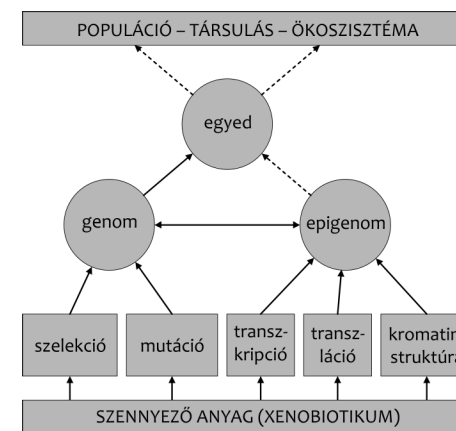 POPULÁCIÓ – TÁRSULÁS – ÖKOSZISZTÉMA
egyed
genom
epigenom
szelekció
mutáció
transz-
kripció
transz-
láció
kromatin
struktúra
SZENNYEZŐ ANYAG (XENOBIOTIKUM)